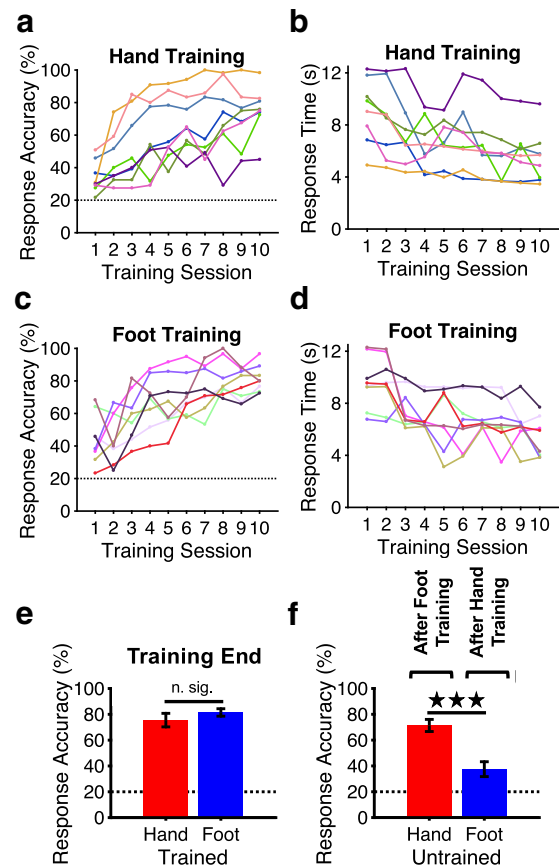 a
Hand Training
Response Accuracy (%)
100
80
60
40
20
0
1 2 3 4 5 6 7 8 9 10
Training Session
b
Hand Training
Response Time (s)
12
8
4
0
1 2 3 4 5 6 7 8 9 10
Training Session
c
Foot Training
Response Accuracy (%)
100
80
60
40
20
0
1 2 3 4 5 6 7 8 9 10
Training Session
d
Foot Training
Response Time (s)
12
8
4
0
1 2 3 4 5 6 7 8 9 10
Training Session
e
Training End
n. sig.
Response Accuracy (%)
100
80
60
40
20
0
Hand Foot
Trained
f
After Foot
Training
After Hand
Training
★★★
Response Accuracy (%)
100
80
60
40
20
0
Hand Foot
Untrained